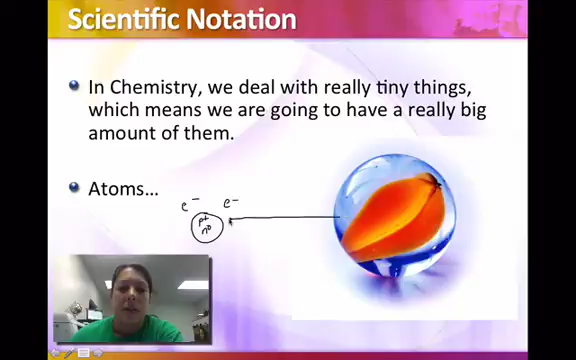 Scientific Notation
In Chemistry, we deal with really tiny things,
which means we are going to have a really big
amount of them.
Atoms...
e⁻ e⁻
p⁺
n⁰